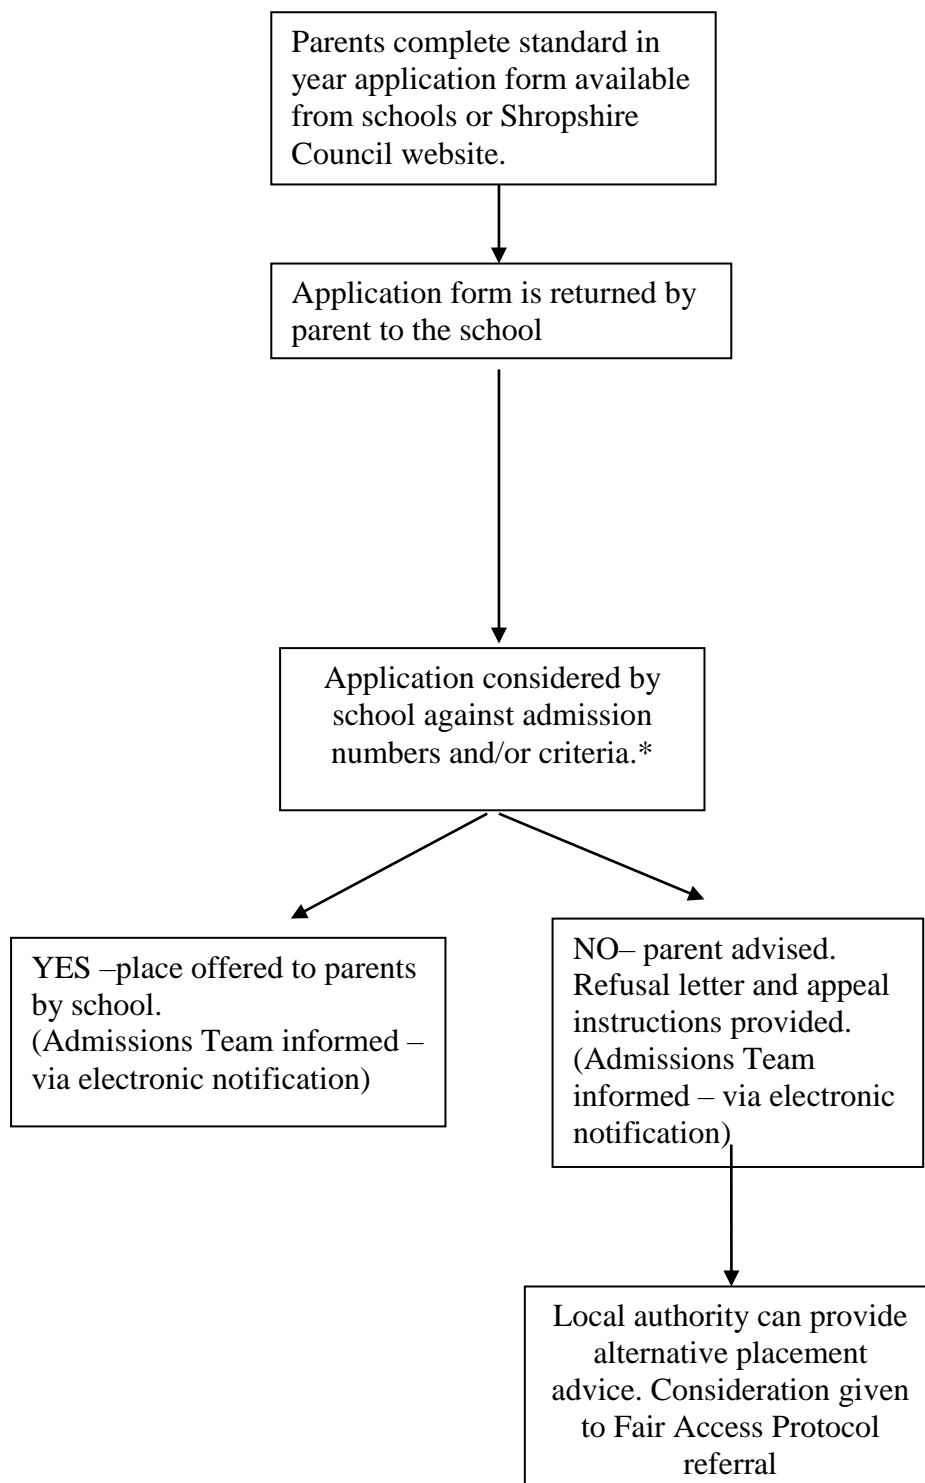 Parents complete standard in
year application form available
from schools or Shropshire
Council website.
Application form is returned by
parent to the school
Application considered by
school against admission
numbers and/or criteria.*
YES –place offered to parents
by school.
(Admissions Team informed –
via electronic notification)
NO– parent advised.
Refusal letter and appeal
instructions provided.
(Admissions Team
informed – via electronic
notification)
Local authority can provide
alternative placement
advice. Consideration given
to Fair Access Protocol
referral